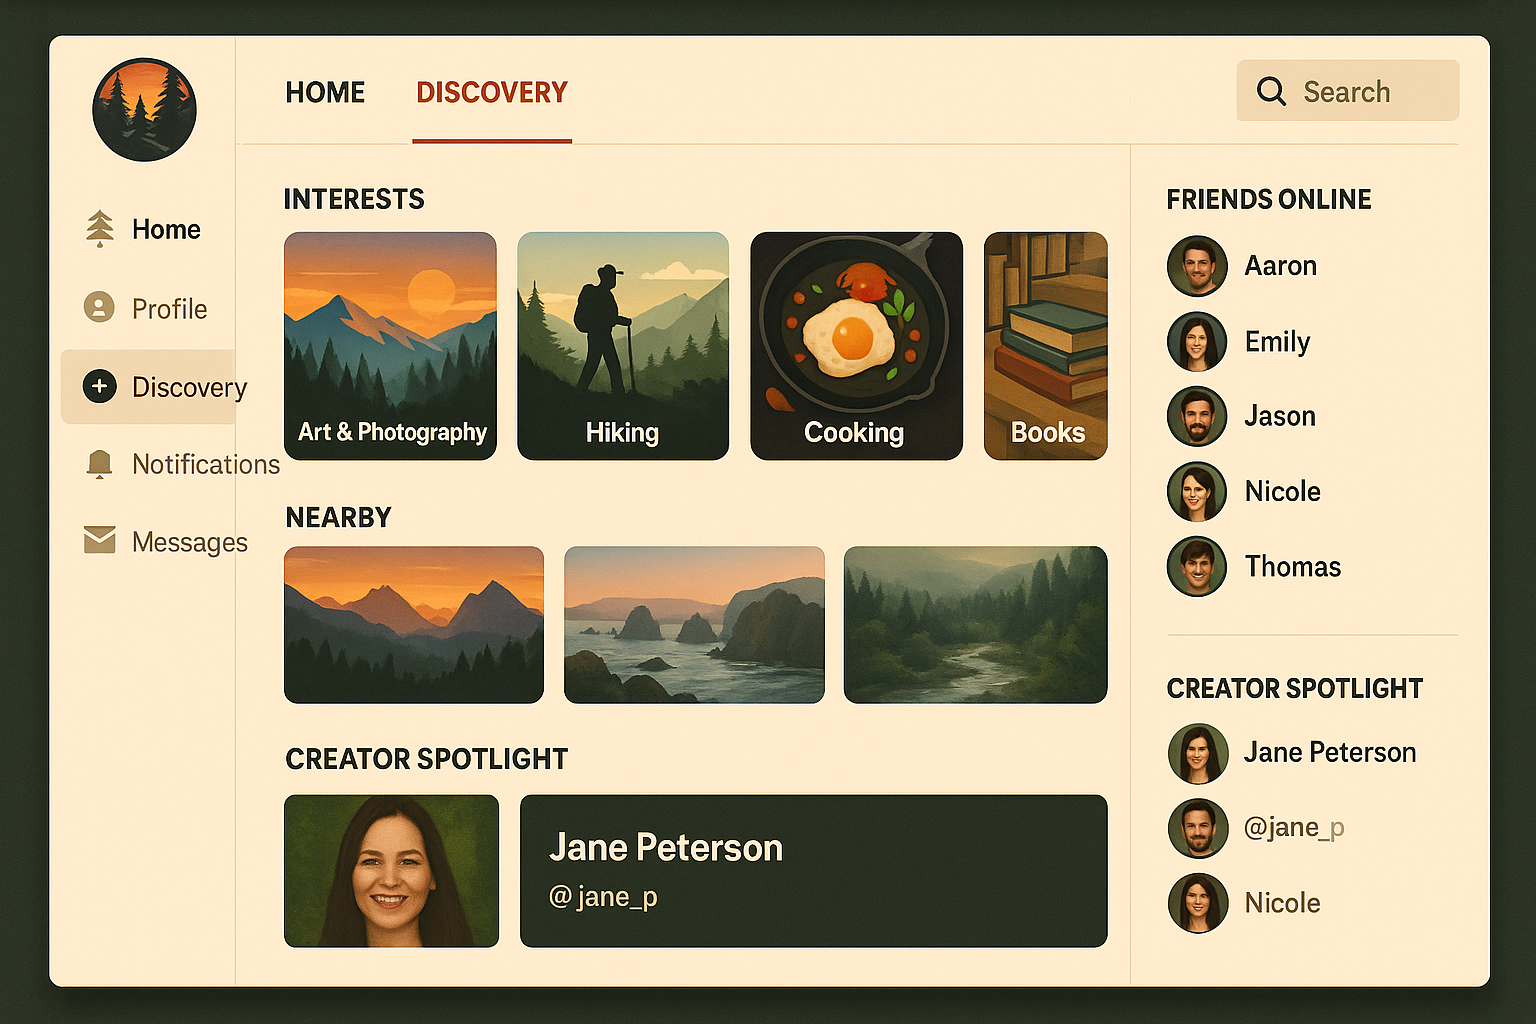 HOME
DISCOVERY
Search
Home
Profile
Discovery
Notifications
Messages
INTERESTS
Art & Photography
Hiking
Cooking
Books
NEARBY
CREATOR SPOTLIGHT
Jane Peterson
@jane_p
FRIENDS ONLINE
Aaron
Emily
Jason
Nicole
Thomas
CREATOR SPOTLIGHT
Jane Peterson
@jane_p
Nicole